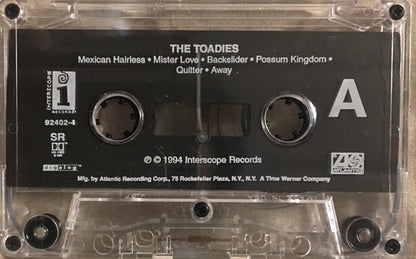 THE TOADIES
Mexican Hairless • Mister Love • Backslider • Possum Kingdom •
Quitter • Away
INTERSCOPE
RECORDS
92402-4
SR
A
digalog
ATLANTIC
℗ © 1994 Interscope Records
Mfg. by Atlantic Recording Corp., 75 Rockefeller Plaza, N.Y., N.Y. A Time Warner Company